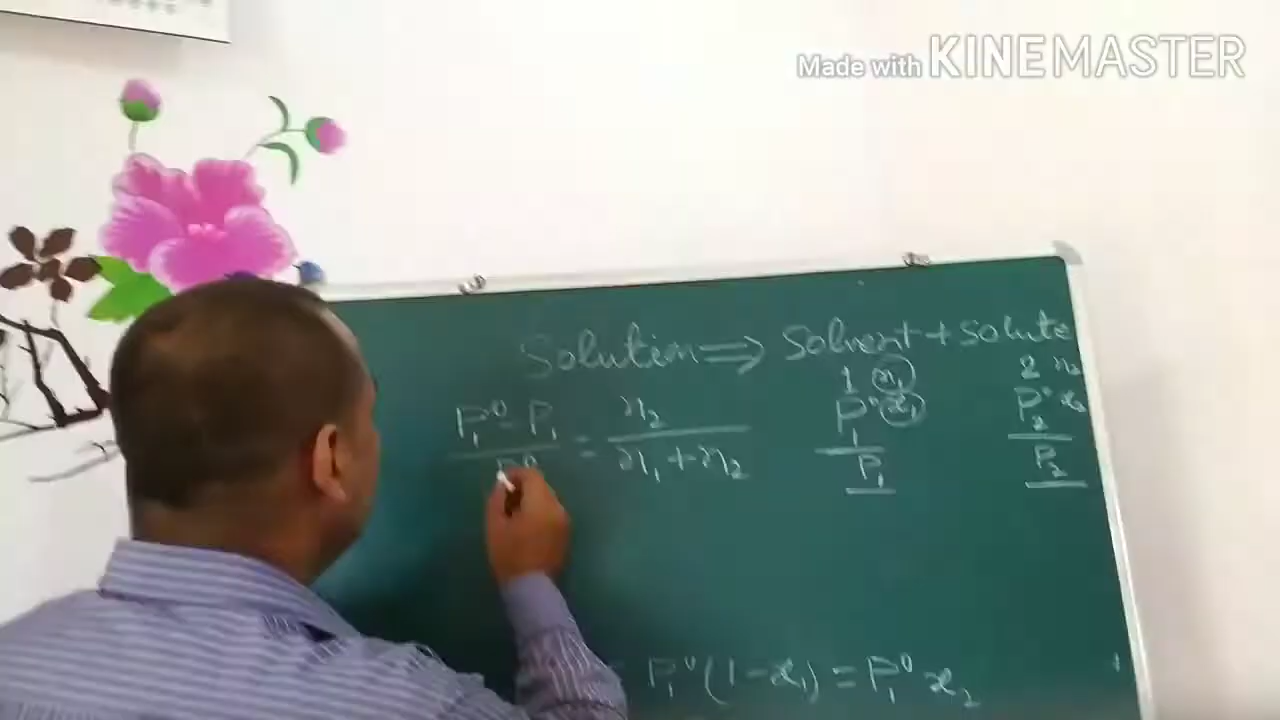 Made with KINEMASTER
Solution ⇒ Solvent + Solute
1 n₁ 2 n₂
P₁⁰ - P₁ / P₁⁰ = n₂ / n₁ + n₂
P₁⁰ x₁ P₂⁰ x₂
P₁ P₂
= P₁⁰(1-x₁) = P₁⁰ x₂